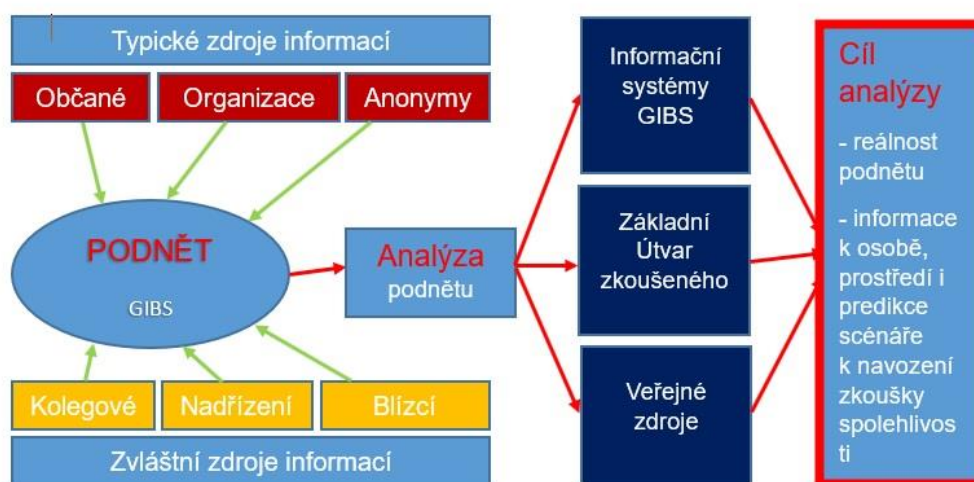 Typické zdroje informací
Občané
Organizace
Anonymy
PODNĚT
GIBS
Kolegové
Nadřízení
Blízcí
Zvláštní zdroje informací
Analýza
podnětu
Informační
systémy
GIBS
Základní
Útvar
zkoušeného
Veřejné
zdroje
Cíl
analýzy
- reálnost
podnětu
- informace
k osobě,
prostředí i
predikce
scénáře
k navození
zkoušky
spolehlivos
ti